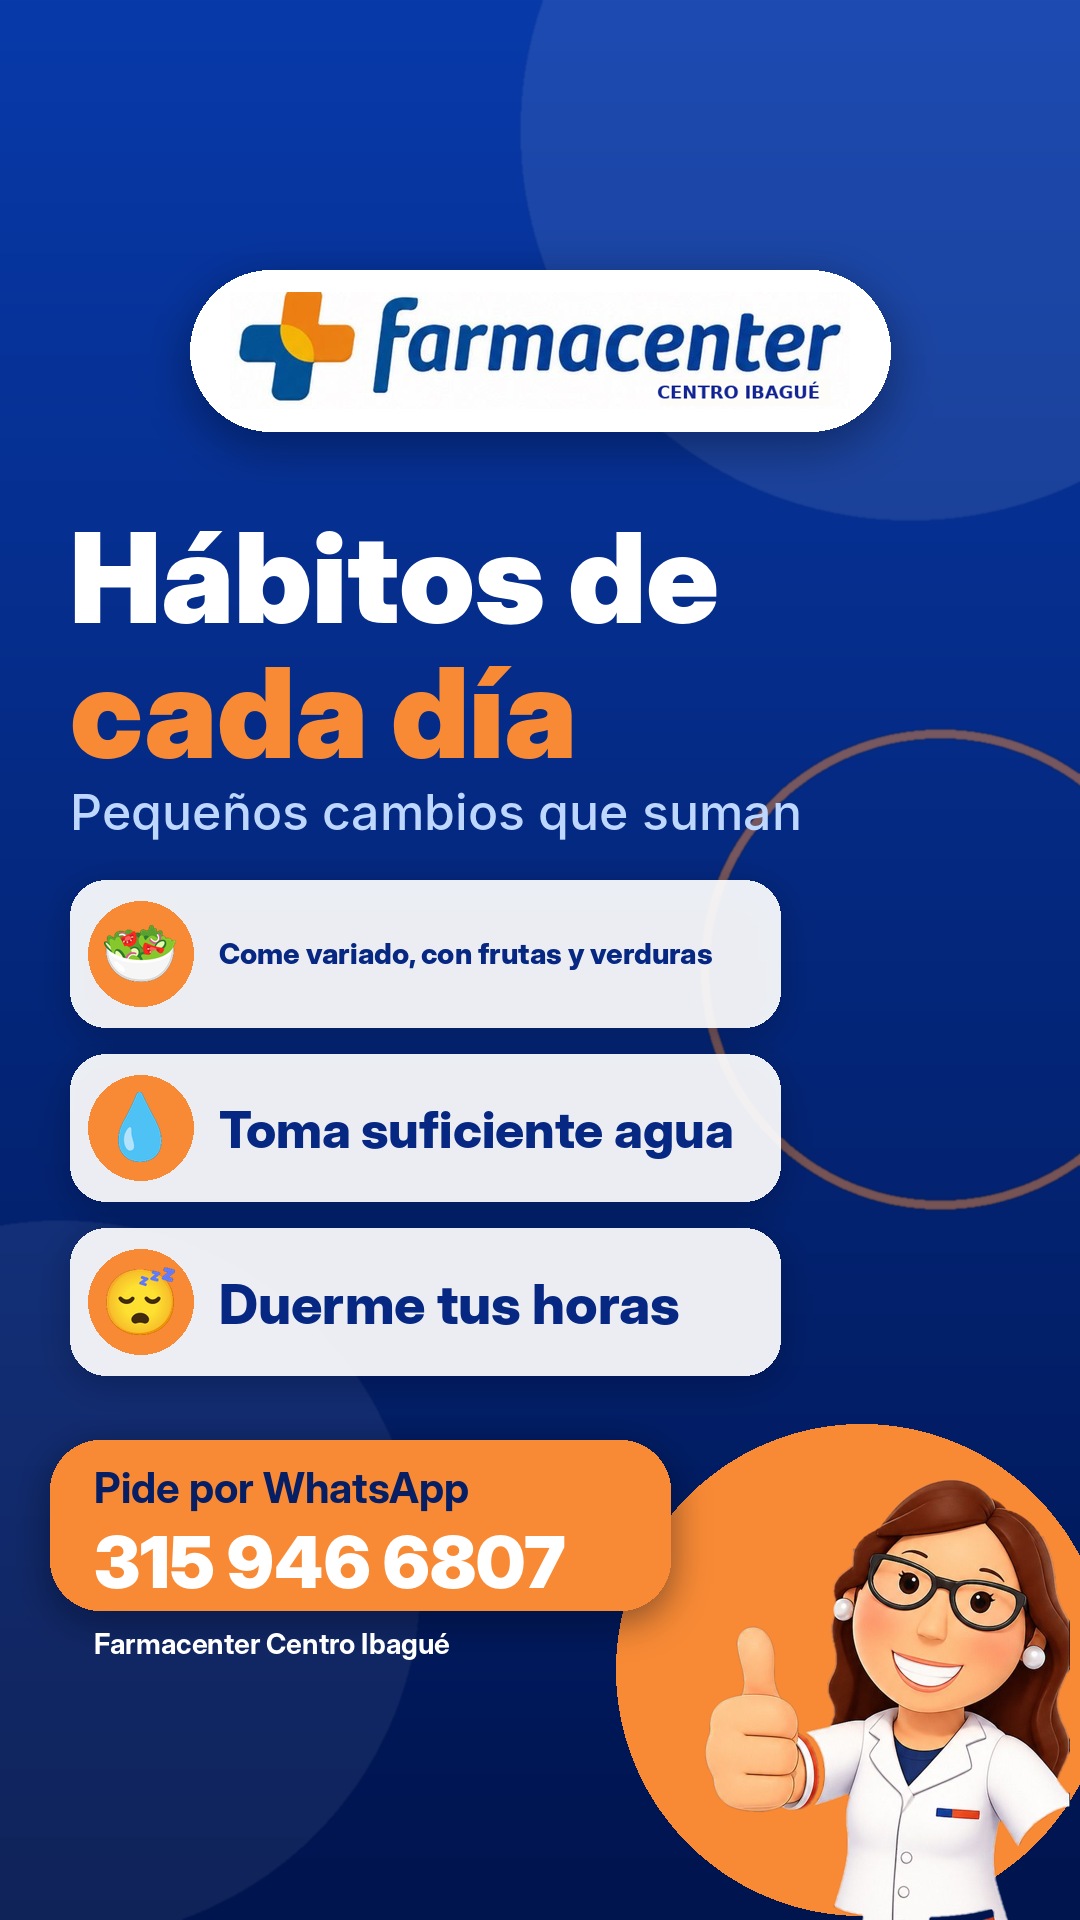 farmacenter
CENTRO IBAGUÉ
Hábitos de
cada día
Pequeños cambios que suman
Come variado, con frutas y verduras
Toma suficiente agua
Duerme tus horas
Pide por WhatsApp
315 946 6807
Farmacenter Centro Ibagué